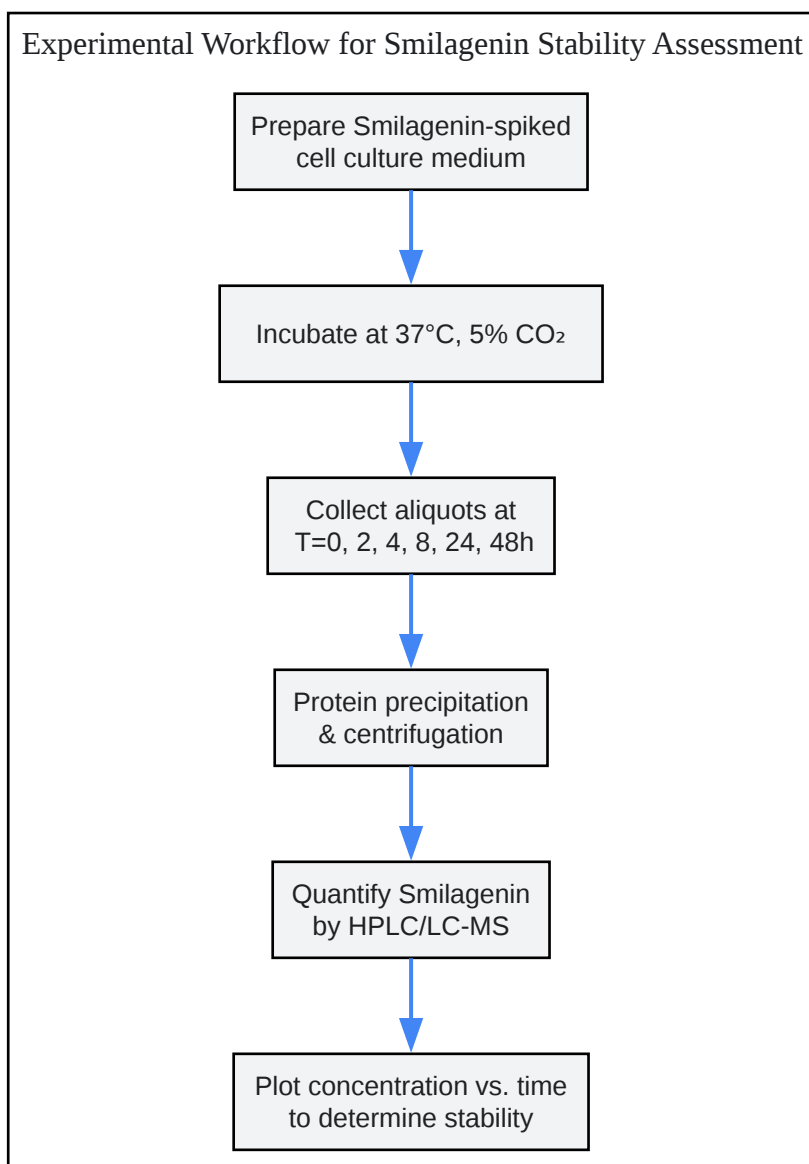 Experimental Workflow for Smilagenin Stability Assessment
Prepare Smilagenin-spiked
cell culture medium
Incubate at 37°C, 5% CO₂
Collect aliquots at
T=0, 2, 4, 8, 24, 48h
Protein precipitation
& centrifugation
Quantify Smilagenin
by HPLC/LC-MS
Plot concentration vs. time
to determine stability